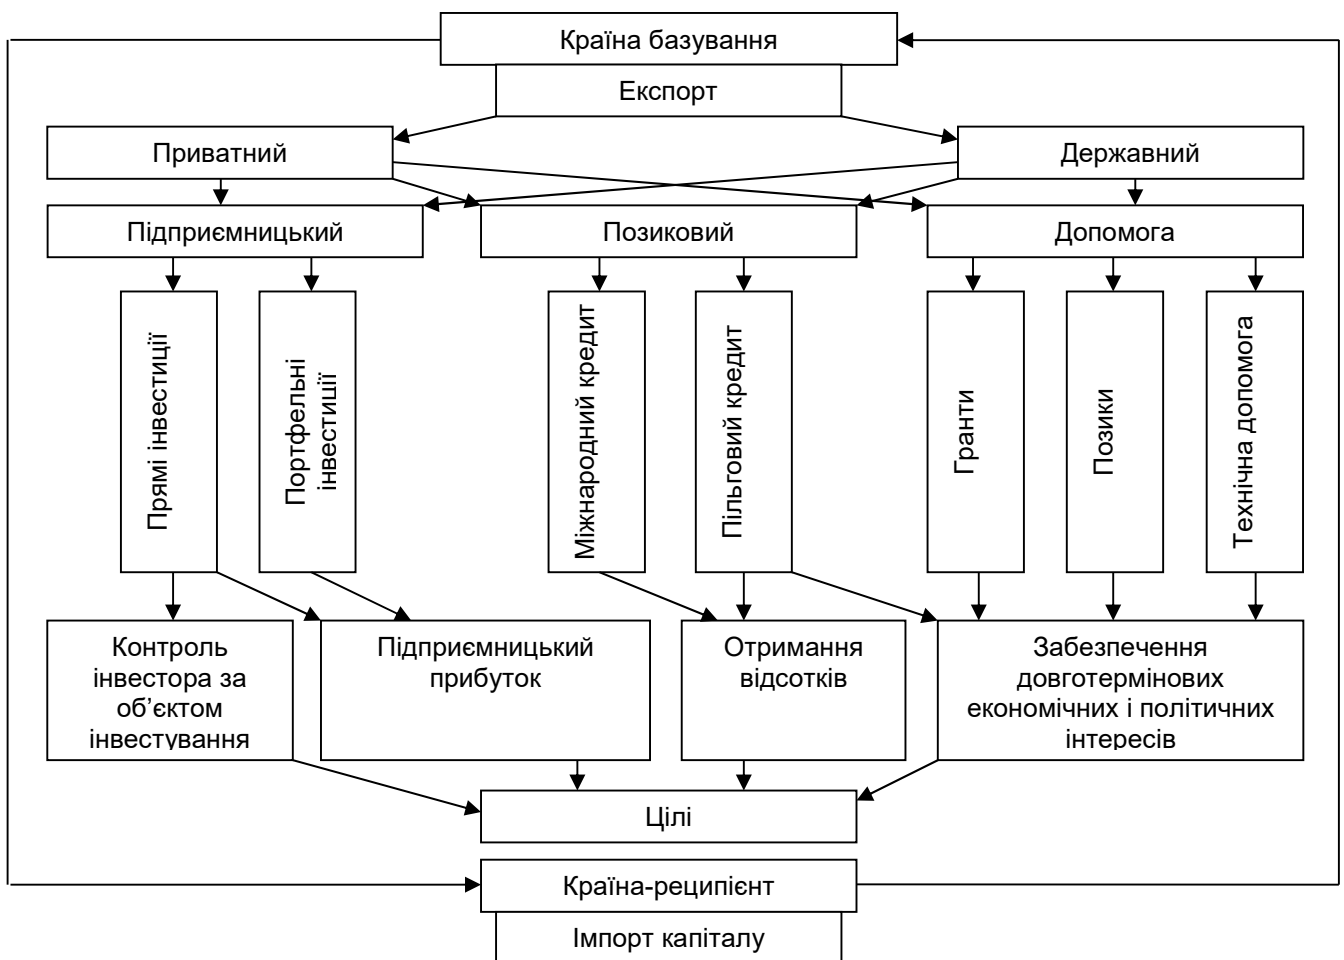 Країна базування
Експорт
Приватний
Державний
Підприємницький
Позиковий
Допомога
Прямі інвестиції
Портфельні
інвестиції
Міжнародний кредит
Пільговий кредит
Гранти
Позики
Технічна допомога
Контроль
інвестора за
об’єктом
інвестування
Підприємницький
прибуток
Отримання
відсотків
Забезпечення
довготермінових
економічних і політичних
інтересів
Цілі
Країна-реципієнт
Імпорт капіталу